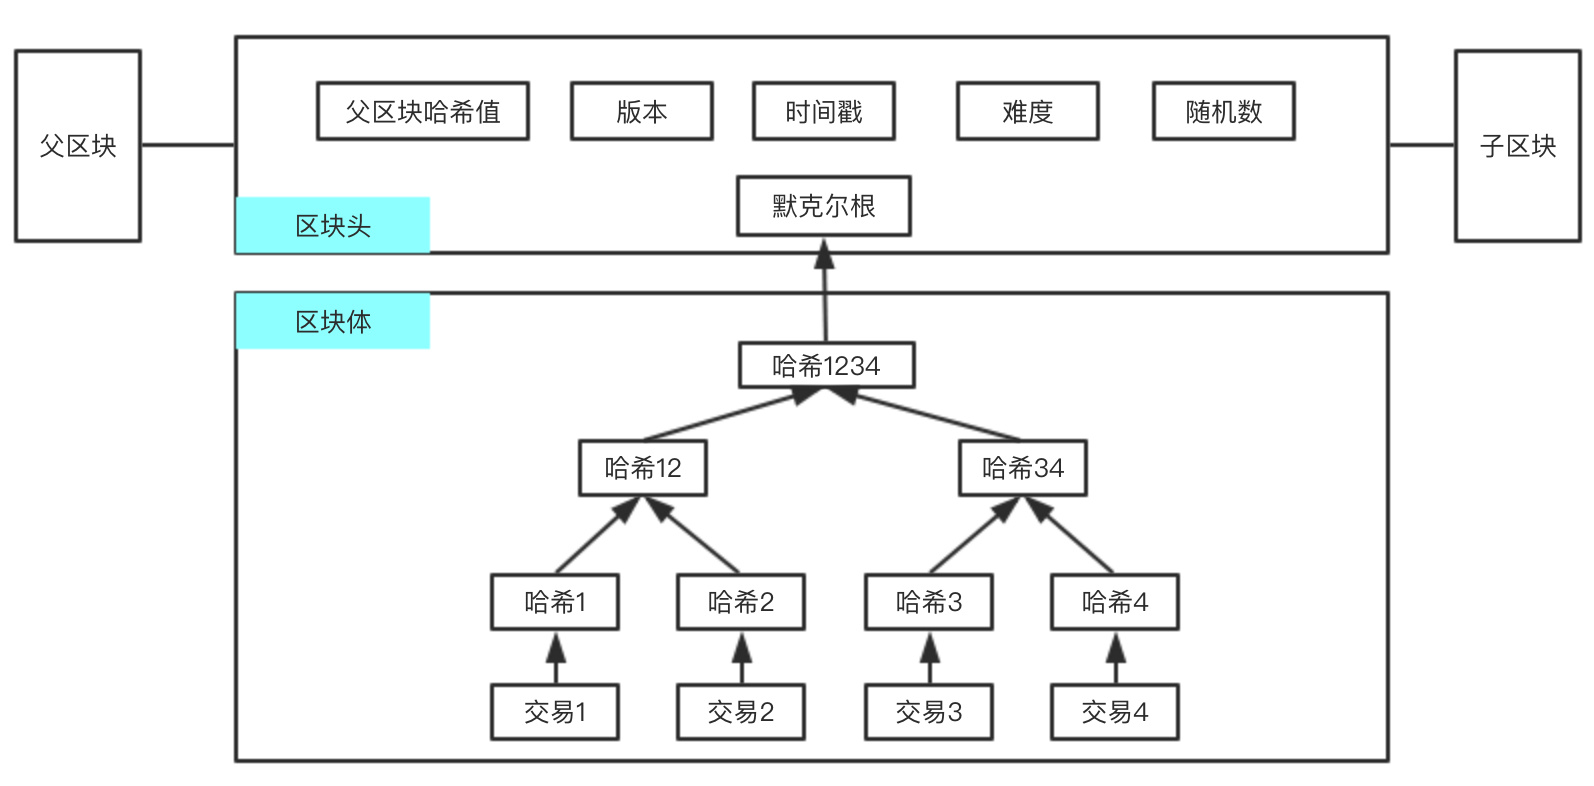 父区块哈希值
版本
时间戳
难度
随机数
父区块
子区块
默克尔根
区块头
区块体
哈希1234
哈希12
哈希34
哈希1
哈希2
哈希3
哈希4
交易1
交易2
交易3
交易4